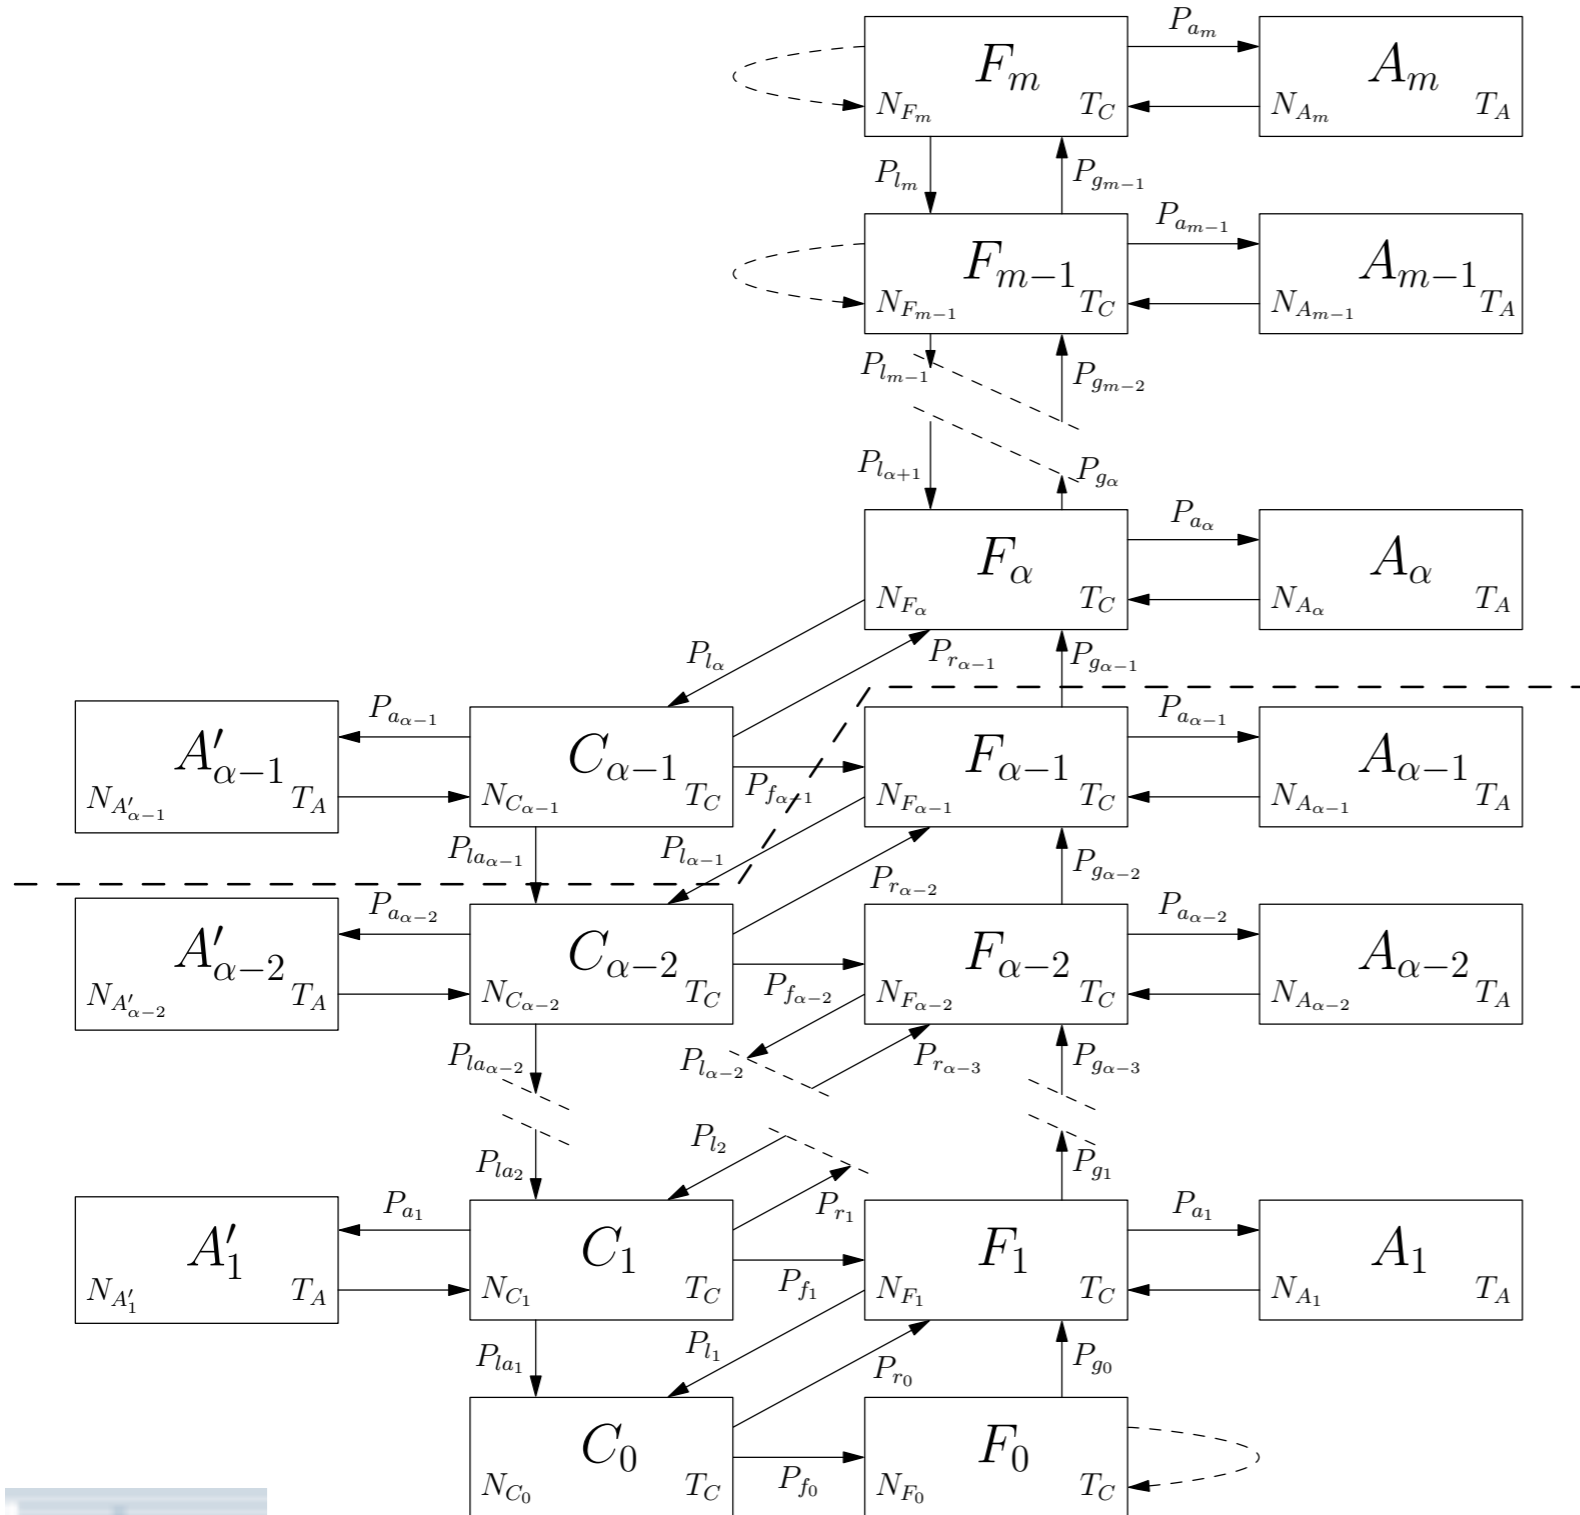 P_{a_m}
F_m A_m
N_{F_m} T_C N_{A_m} T_A
P_{l_m} P_{g_{m-1}}
P_{a_{m-1}}
F_{m-1} A_{m-1}
N_{F_{m-1}} T_C N_{A_{m-1}} T_A
P_{l_{m-1}} P_{g_{m-2}}
P_{l_{α+1}} P_{g_α}
P_{a_α}
F_α A_α
N_{F_α} T_C N_{A_α} T_A
P_{l_α} P_{r_{α-1}} P_{g_{α-1}}
P_{a_{α-1}} P_{a_{α-1}}
A'_{α-1} C_{α-1} F_{α-1} A_{α-1}
N_{A'_{α-1}} T_A N_{C_{α-1}} T_C P_{f_{α-1}} N_{F_{α-1}} T_C N_{A_{α-1}} T_A
P_{la_{α-1}} P_{l_{α-1}} P_{r_{α-2}} P_{g_{α-2}}
P_{a_{α-2}} P_{a_{α-2}}
A'_{α-2} C_{α-2} F_{α-2} A_{α-2}
N_{A'_{α-2}} T_A N_{C_{α-2}} T_C P_{f_{α-2}} N_{F_{α-2}} T_C N_{A_{α-2}} T_A
P_{la_{α-2}} P_{l_{α-2}} P_{r_{α-3}} P_{g_{α-3}}
P_{la_2} P_{l_2} P_{g_1}
P_{a_1} P_{r_1} P_{a_1}
A'_1 C_1 F_1 A_1
N_{A'_1} T_A N_{C_1} T_C P_{f_1} N_{F_1} T_C N_{A_1} T_A
P_{la_1} P_{l_1} P_{r_0} P_{g_0}
C_0 F_0
N_{C_0} T_C P_{f_0} N_{F_0} T_C